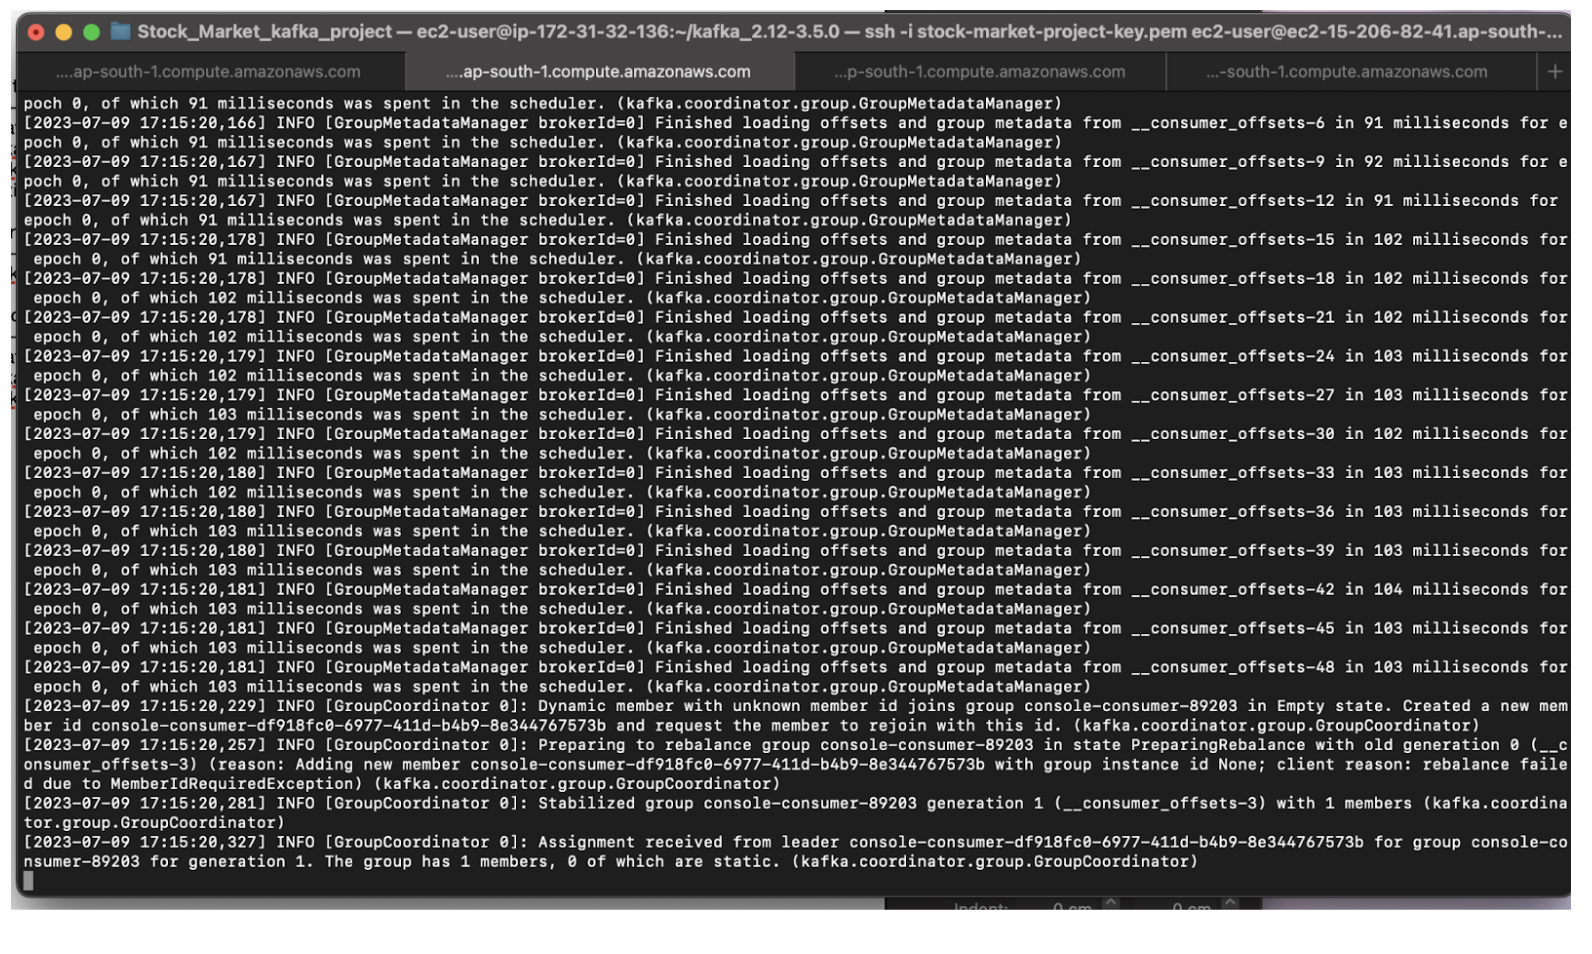 Stock_Market_kafka_project — ec2-user@ip-172-31-32-136:~/kafka_2.12-3.5.0 — ssh -i stock-market-project-key.pem ec2-user@ec2-15-206-82-41.ap-south-...
....ap-south-1.compute.amazonaws.com ....ap-south-1.compute.amazonaws.com ...p-south-1.compute.amazonaws.com ...-south-1.compute.amazonaws.com +
poch 0, of which 91 milliseconds was spent in the scheduler. (kafka.coordinator.group.GroupMetadataManager)
[2023-07-09 17:15:20,166] INFO [GroupMetadataManager brokerId=0] Finished loading offsets and group metadata from __consumer_offsets-6 in 91 milliseconds for e
poch 0, of which 91 milliseconds was spent in the scheduler. (kafka.coordinator.group.GroupMetadataManager)
[2023-07-09 17:15:20,167] INFO [GroupMetadataManager brokerId=0] Finished loading offsets and group metadata from __consumer_offsets-9 in 92 milliseconds for e
poch 0, of which 91 milliseconds was spent in the scheduler. (kafka.coordinator.group.GroupMetadataManager)
[2023-07-09 17:15:20,167] INFO [GroupMetadataManager brokerId=0] Finished loading offsets and group metadata from __consumer_offsets-12 in 91 milliseconds for
epoch 0, of which 91 milliseconds was spent in the scheduler. (kafka.coordinator.group.GroupMetadataManager)
[2023-07-09 17:15:20,178] INFO [GroupMetadataManager brokerId=0] Finished loading offsets and group metadata from __consumer_offsets-15 in 102 milliseconds for
epoch 0, of which 91 milliseconds was spent in the scheduler. (kafka.coordinator.group.GroupMetadataManager)
[2023-07-09 17:15:20,178] INFO [GroupMetadataManager brokerId=0] Finished loading offsets and group metadata from __consumer_offsets-18 in 102 milliseconds for
epoch 0, of which 102 milliseconds was spent in the scheduler. (kafka.coordinator.group.GroupMetadataManager)
[2023-07-09 17:15:20,178] INFO [GroupMetadataManager brokerId=0] Finished loading offsets and group metadata from __consumer_offsets-21 in 102 milliseconds for
epoch 0, of which 102 milliseconds was spent in the scheduler. (kafka.coordinator.group.GroupMetadataManager)
[2023-07-09 17:15:20,179] INFO [GroupMetadataManager brokerId=0] Finished loading offsets and group metadata from __consumer_offsets-24 in 103 milliseconds for
epoch 0, of which 102 milliseconds was spent in the scheduler. (kafka.coordinator.group.GroupMetadataManager)
[2023-07-09 17:15:20,179] INFO [GroupMetadataManager brokerId=0] Finished loading offsets and group metadata from __consumer_offsets-27 in 103 milliseconds for
epoch 0, of which 103 milliseconds was spent in the scheduler. (kafka.coordinator.group.GroupMetadataManager)
[2023-07-09 17:15:20,179] INFO [GroupMetadataManager brokerId=0] Finished loading offsets and group metadata from __consumer_offsets-30 in 102 milliseconds for
epoch 0, of which 102 milliseconds was spent in the scheduler. (kafka.coordinator.group.GroupMetadataManager)
[2023-07-09 17:15:20,180] INFO [GroupMetadataManager brokerId=0] Finished loading offsets and group metadata from __consumer_offsets-33 in 103 milliseconds for
epoch 0, of which 102 milliseconds was spent in the scheduler. (kafka.coordinator.group.GroupMetadataManager)
[2023-07-09 17:15:20,180] INFO [GroupMetadataManager brokerId=0] Finished loading offsets and group metadata from __consumer_offsets-36 in 103 milliseconds for
epoch 0, of which 103 milliseconds was spent in the scheduler. (kafka.coordinator.group.GroupMetadataManager)
[2023-07-09 17:15:20,180] INFO [GroupMetadataManager brokerId=0] Finished loading offsets and group metadata from __consumer_offsets-39 in 103 milliseconds for
epoch 0, of which 103 milliseconds was spent in the scheduler. (kafka.coordinator.group.GroupMetadataManager)
[2023-07-09 17:15:20,181] INFO [GroupMetadataManager brokerId=0] Finished loading offsets and group metadata from __consumer_offsets-42 in 104 milliseconds for
epoch 0, of which 103 milliseconds was spent in the scheduler. (kafka.coordinator.group.GroupMetadataManager)
[2023-07-09 17:15:20,181] INFO [GroupMetadataManager brokerId=0] Finished loading offsets and group metadata from __consumer_offsets-45 in 103 milliseconds for
epoch 0, of which 103 milliseconds was spent in the scheduler. (kafka.coordinator.group.GroupMetadataManager)
[2023-07-09 17:15:20,181] INFO [GroupMetadataManager brokerId=0] Finished loading offsets and group metadata from __consumer_offsets-48 in 103 milliseconds for
epoch 0, of which 103 milliseconds was spent in the scheduler. (kafka.coordinator.group.GroupMetadataManager)
[2023-07-09 17:15:20,229] INFO [GroupCoordinator 0]: Dynamic member with unknown member id joins group console-consumer-89203 in Empty state. Created a new mem
ber id console-consumer-df918fc0-6977-411d-b4b9-8e344767573b and request the member to rejoin with this id. (kafka.coordinator.group.GroupCoordinator)
[2023-07-09 17:15:20,257] INFO [GroupCoordinator 0]: Preparing to rebalance group console-consumer-89203 in state PreparingRebalance with old generation 0 (__c
onsumer_offsets-3) (reason: Adding new member console-consumer-df918fc0-6977-411d-b4b9-8e344767573b with group instance id None; client reason: rebalance faile
d due to MemberIdRequiredException) (kafka.coordinator.group.GroupCoordinator)
[2023-07-09 17:15:20,281] INFO [GroupCoordinator 0]: Stabilized group console-consumer-89203 generation 1 (__consumer_offsets-3) with 1 members (kafka.coordina
tor.group.GroupCoordinator)
[2023-07-09 17:15:20,327] INFO [GroupCoordinator 0]: Assignment received from leader console-consumer-df918fc0-6977-411d-b4b9-8e344767573b for group console-co
nsumer-89203 for generation 1. The group has 1 members, 0 of which are static. (kafka.coordinator.group.GroupCoordinator)
Indent: 0 cm 0 cm